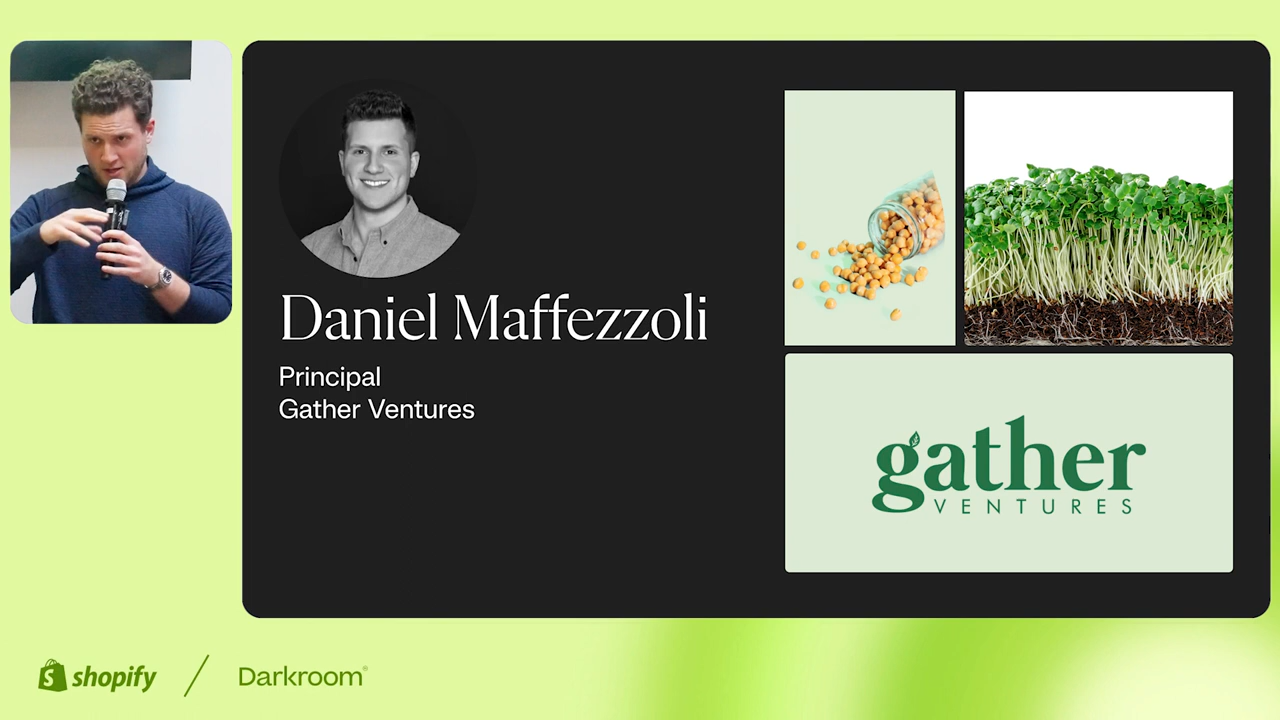 Daniel Maffezzoli
Principal
Gather Ventures
gather
VENTURES
shopify
Darkroom®